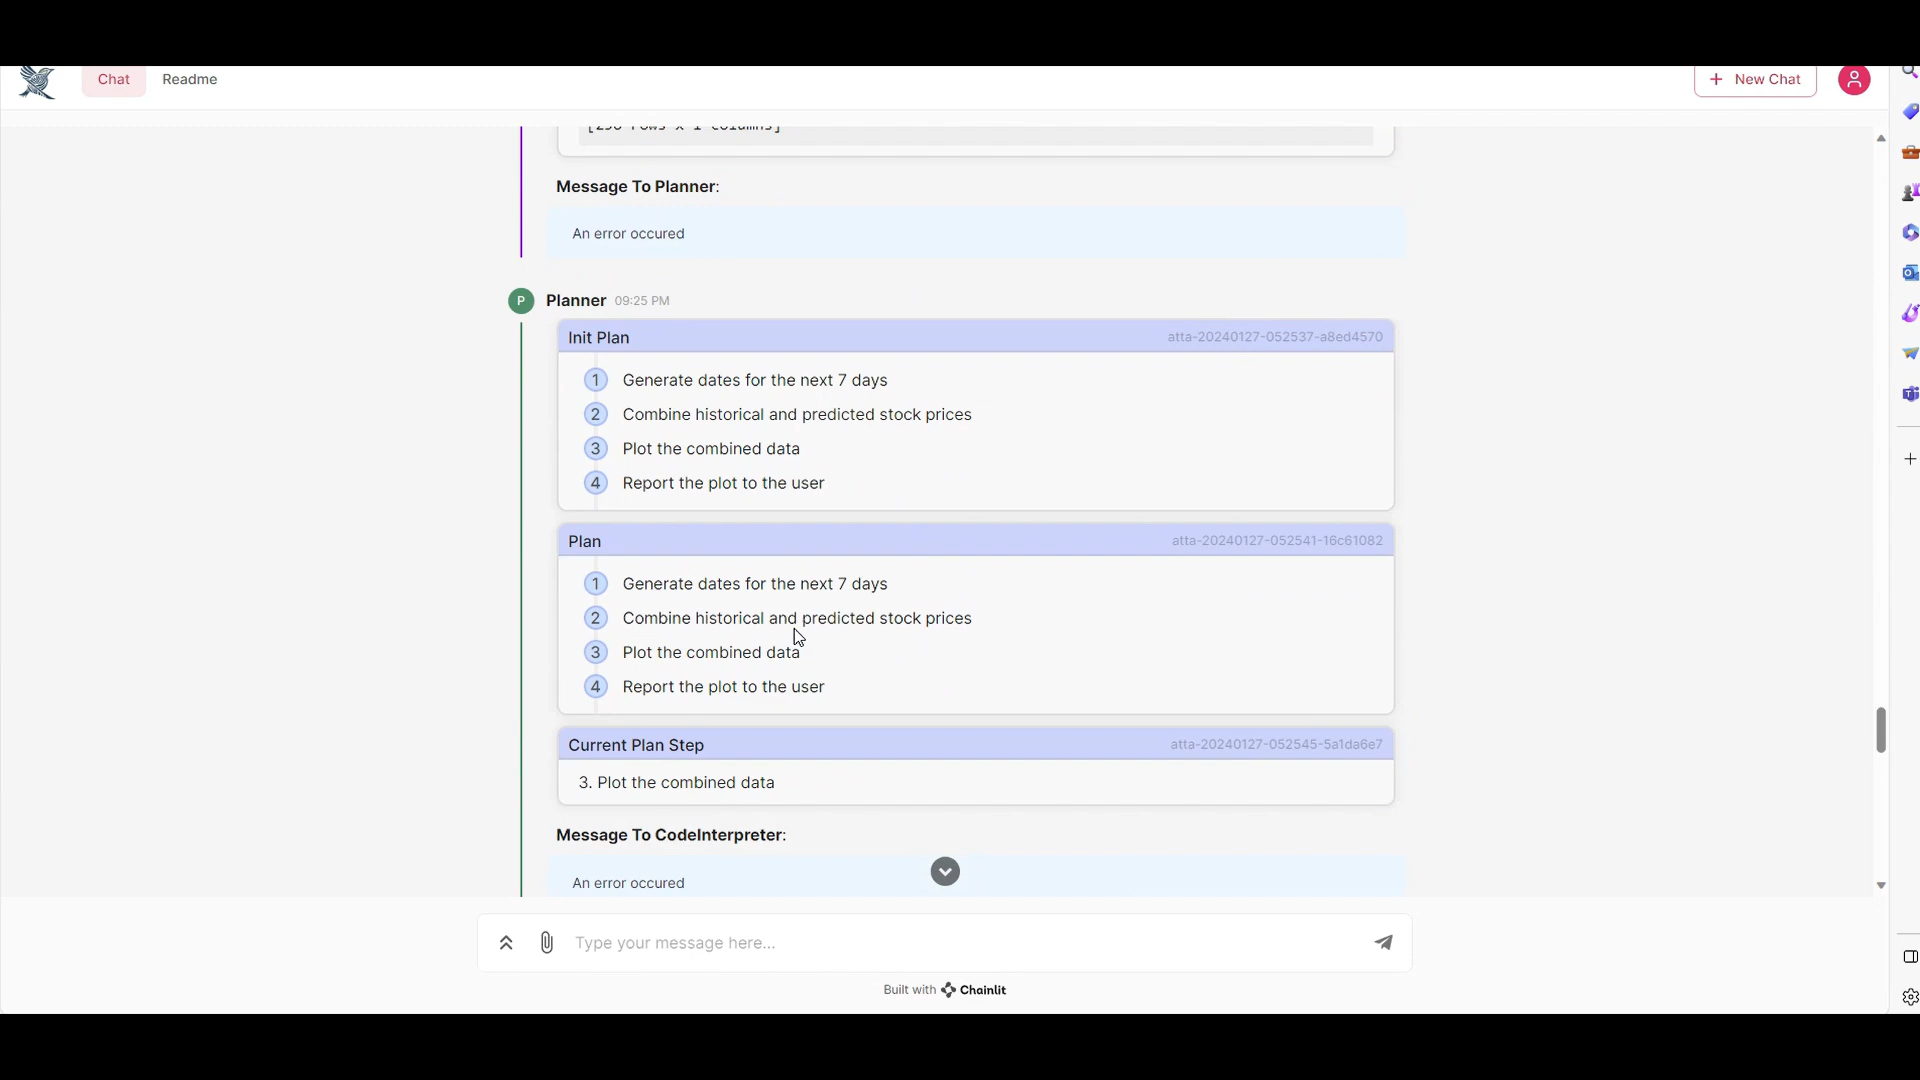 Chat
Readme
New Chat
[250 rows x 1 columns]
Message To Planner:
An error occured
P
Planner 09:25 PM
Init Plan atta-20240127-052537-a8ed4570
1 Generate dates for the next 7 days
2 Combine historical and predicted stock prices
3 Plot the combined data
4 Report the plot to the user
Plan atta-20240127-052541-16c61082
1 Generate dates for the next 7 days
2 Combine historical and predicted stock prices
3 Plot the combined data
4 Report the plot to the user
Current Plan Step atta-20240127-052545-5a1da6e7
3. Plot the combined data
Message To CodeInterpreter:
An error occured
Type your message here...
Built with Chainlit